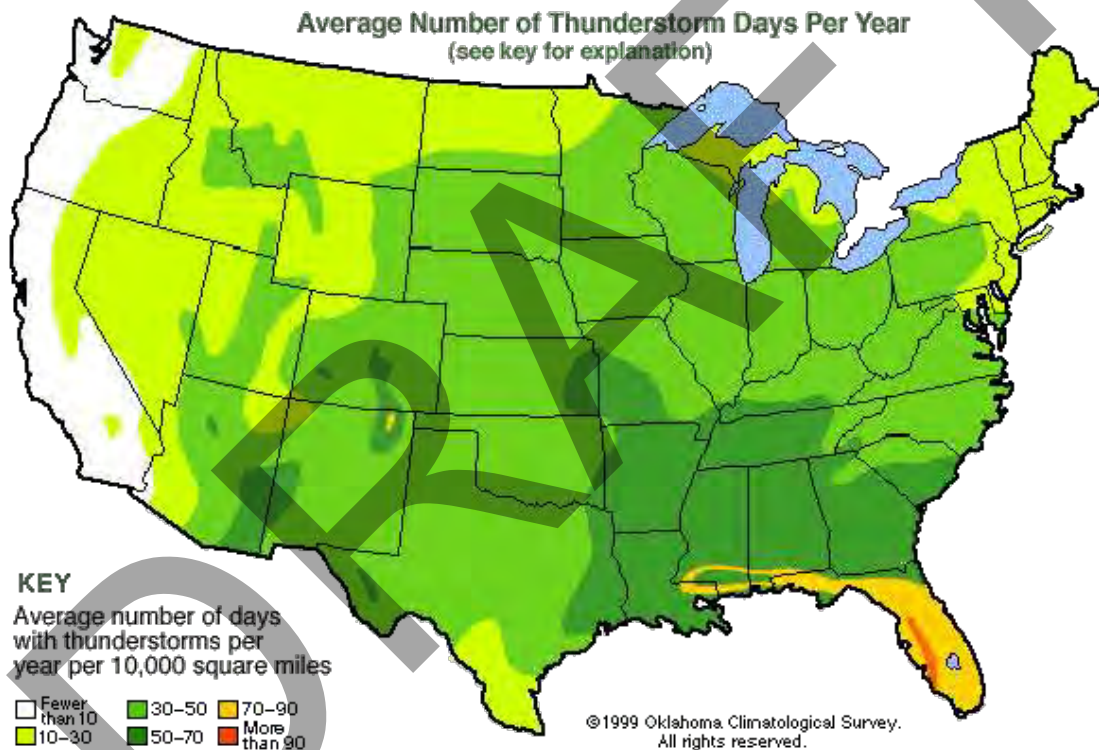 Average Number of Thunderstorm Days Per Year
(see key for explanation)
DRAFT
KEY
Average number of days
with thunderstorms per
year per 10,000 square miles
Fewer
than 10
10–30
30–50
50–70
70–90
More
than 90
©1999 Oklahoma Climatological Survey.
All rights reserved.